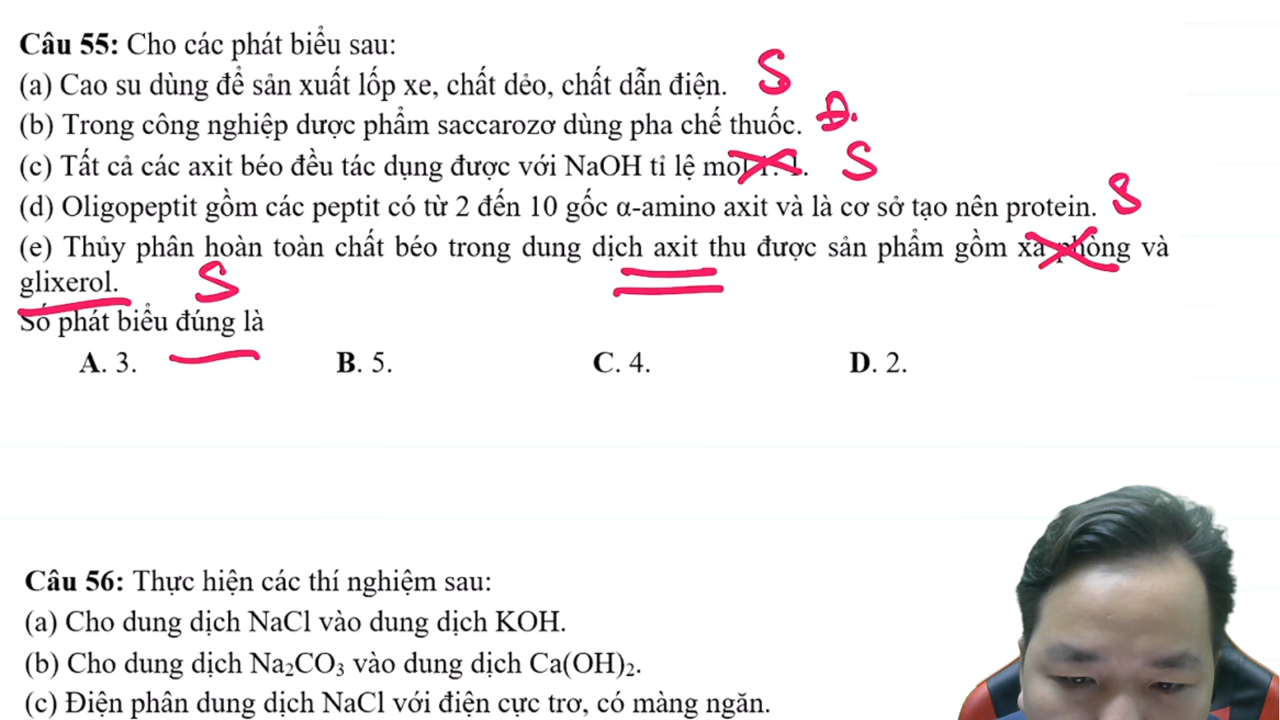 Câu 55: Cho các phát biểu sau:
(a) Cao su dùng để sản xuất lốp xe, chất dẻo, chất dẫn điện. S
(b) Trong công nghiệp dược phẩm saccarozơ dùng pha chế thuốc. Đ.
(c) Tất cả các axit béo đều tác dụng được với NaOH tỉ lệ mol 1: 1. S
(d) Oligopeptit gồm các peptit có từ 2 đến 10 gốc α-amino axit và là cơ sở tạo nên protein. S
(e) Thủy phân hoàn toàn chất béo trong dung dịch axit thu được sản phẩm gồm xà phòng và
glixerol. S
Số phát biểu đúng là
A. 3. B. 5. C. 4. D. 2.
Câu 56: Thực hiện các thí nghiệm sau:
(a) Cho dung dịch NaCl vào dung dịch KOH.
(b) Cho dung dịch Na₂CO₃ vào dung dịch Ca(OH)₂.
(c) Điện phân dung dịch NaCl với điện cực trơ, có màng ngăn.